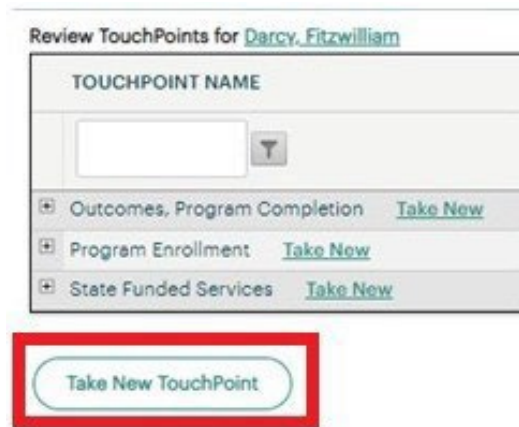 Review TouchPoints for Darcy, Fitzwilliam
TOUCHPOINT NAME
Outcomes, Program Completion Take New
Program Enrollment Take New
State Funded Services Take New
Take New TouchPoint